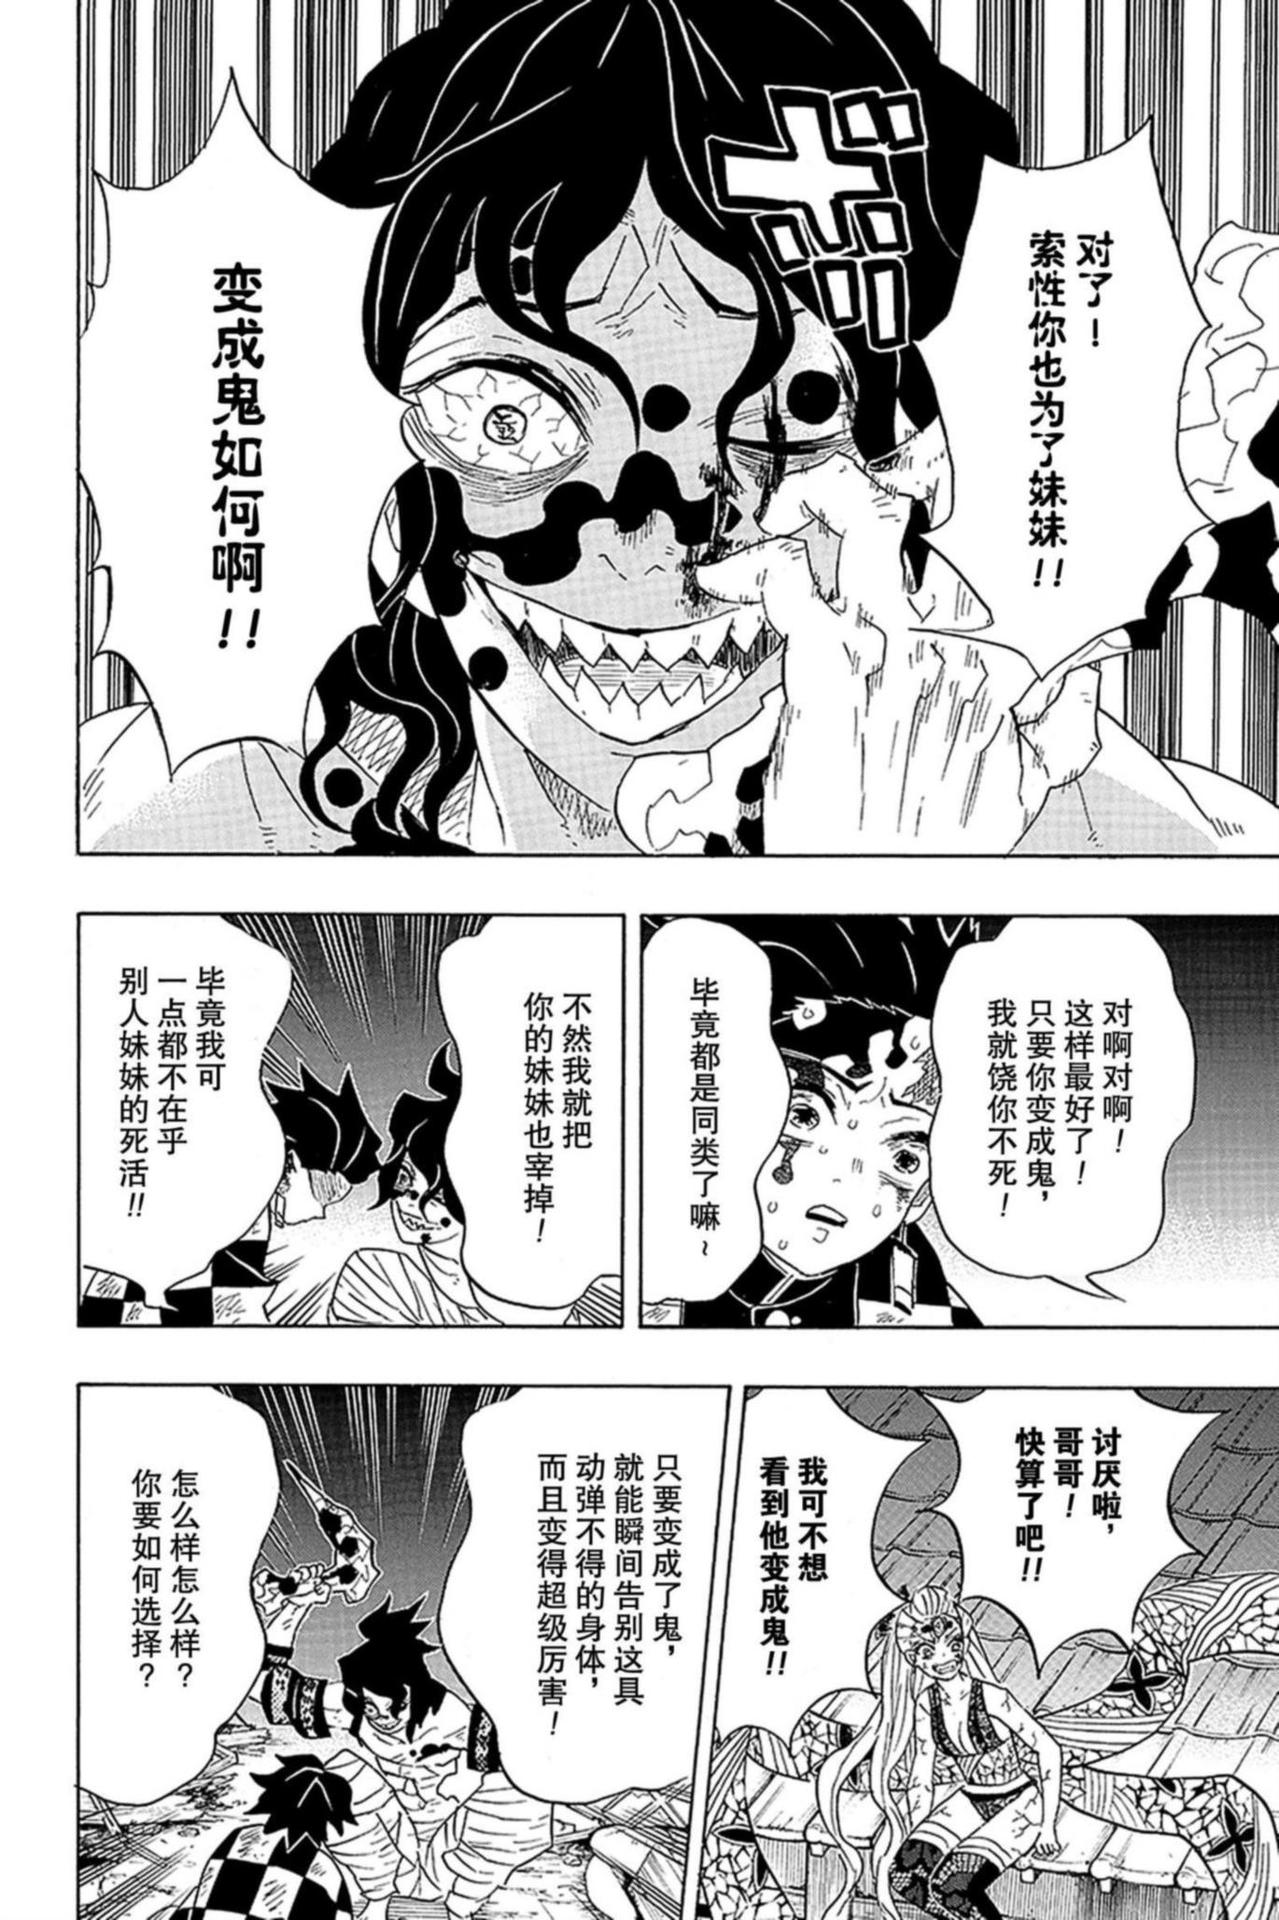 对了！
索性你也为了妹妹！！
变成鬼如何啊！！
对啊对啊！
这样最好了！
只要你变成鬼，
我就饶你不死！
毕竟都是同类了嘛~
不然我就把
你的妹妹也宰掉！
毕竟我可
一点都不在乎
别人妹妹的死活！！
讨厌啦，
哥哥！
快算了吧！！
我可不想
看到他变成鬼！！
只要变成了鬼，
就能瞬间告别这具
动弹不得的身体，
而且变得超级厉害！
怎么样怎么样？
你要如何选择？